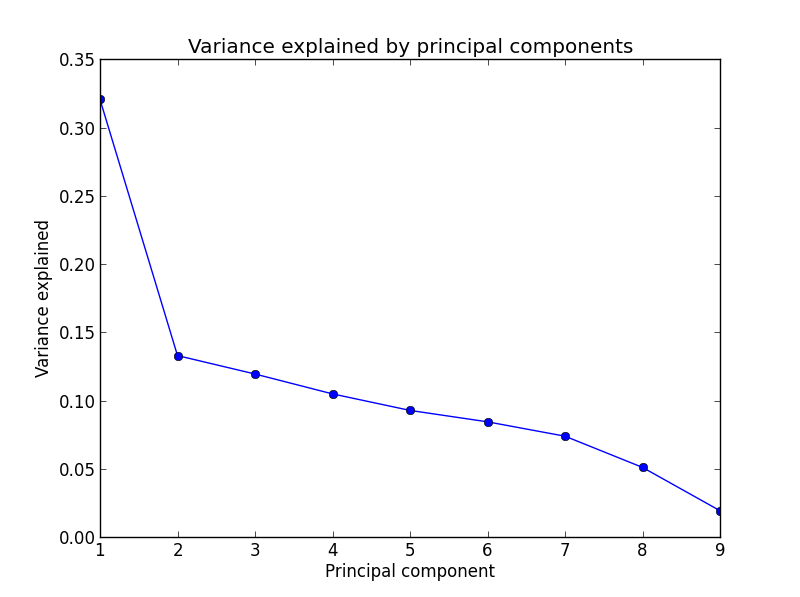 Variance explained by principal components
0.35
0.30
0.25
0.20
0.15
0.10
0.05
0.00
Variance explained
1 2 3 4 5 6 7 8 9
Principal component